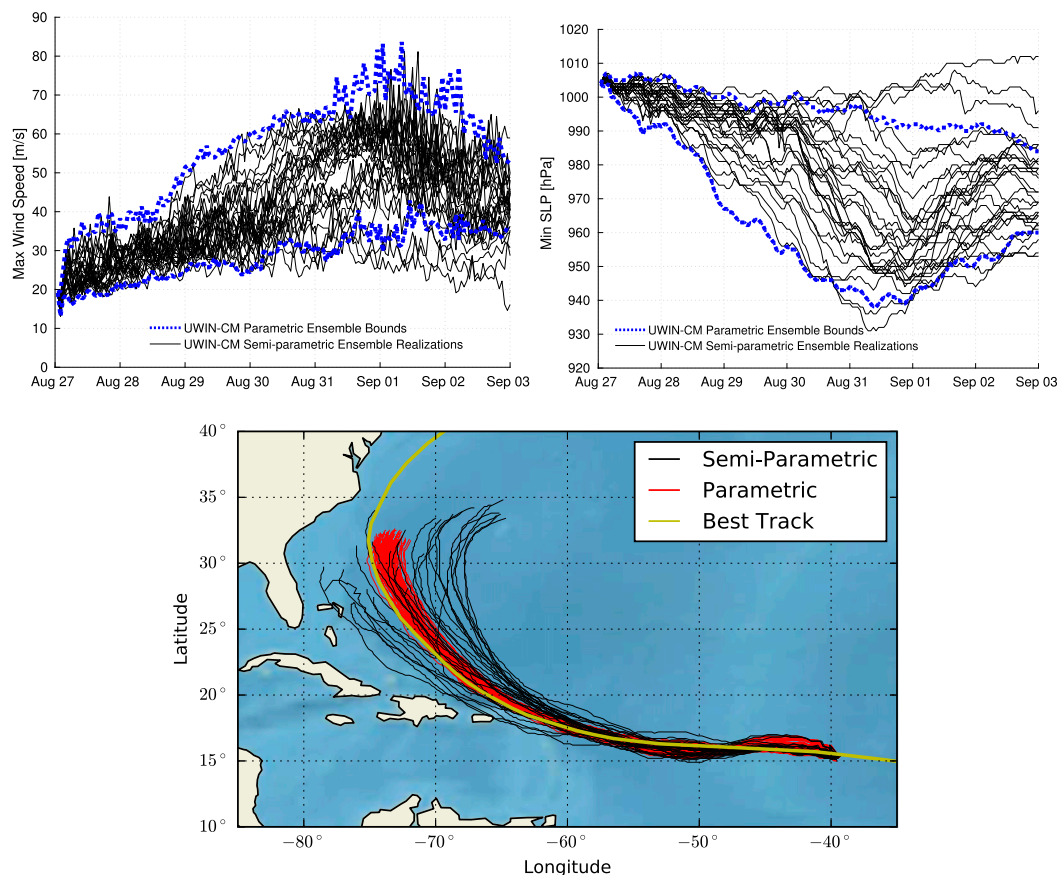 90
80
70
60
50
40
30
20
10
0
Max Wind Speed [m/s]
UWIN-CM Parametric Ensemble Bounds
UWIN-CM Semi-parametric Ensemble Realizations
Aug 27 Aug 28 Aug 29 Aug 30 Aug 31 Sep 01 Sep 02 Sep 03
1020
1010
1000
990
980
970
960
950
940
930
920
Min SLP [hPa]
UWIN-CM Parametric Ensemble Bounds
UWIN-CM Semi-parametric Ensemble Realizations
Aug 27 Aug 28 Aug 29 Aug 30 Aug 31 Sep 01 Sep 02 Sep 03
40°
35°
30°
25°
20°
15°
10°
Latitude
Semi-Parametric
Parametric
Best Track
−80° −70° −60° −50° −40°
Longitude